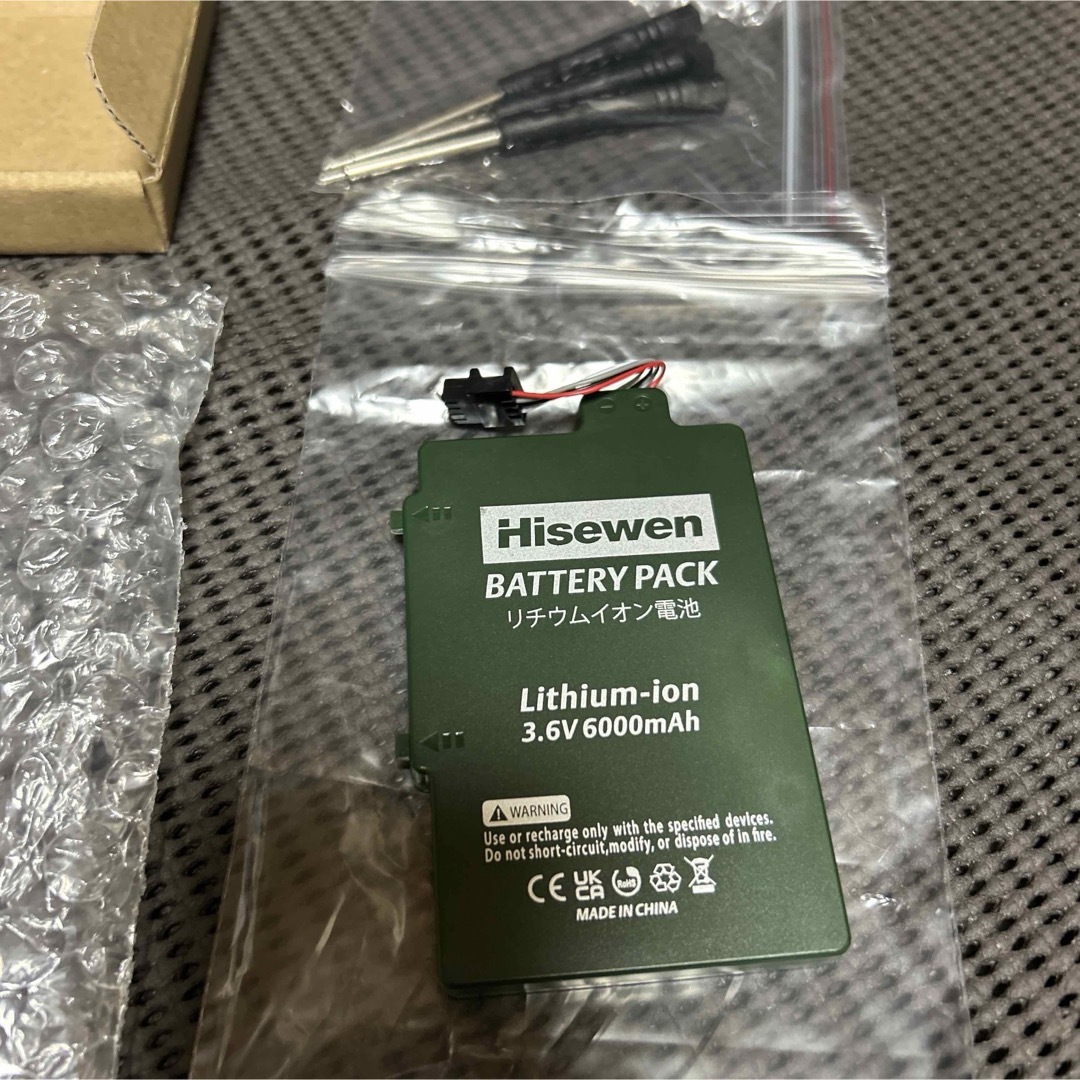 − +
Hisewen
BATTERY PACK
リチウムイオン電池
Lithium-ion
3.6V 6000mAh
WARNING
Use or recharge only with the specified devices.
Do not short-circuit,modify, or dispose of in fire.
CE UK CA RoHS
MADE IN CHINA